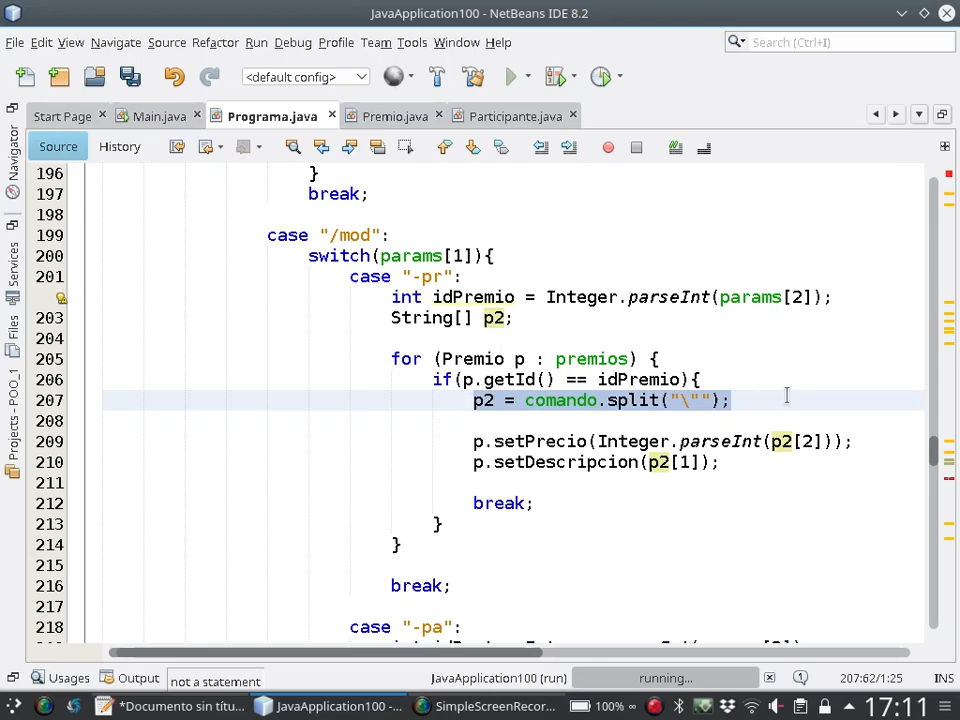 JavaApplication100 - NetBeans IDE 8.2
File Edit View Navigate Source Refactor Run Debug Profile Team Tools Window Help
Search (Ctrl+I)
<default config>
Start Page Main.java Programa.java Premio.java Participante.java
Source History
Navigator
Services
Files
Projects - POO_1
196 }
197 break;
198
199 case "/mod":
200 switch(params[1]){
201 case "-pr":
int idPremio = Integer.parseInt(params[2]);
203 String[] p2;
204
205 for (Premio p : premios) {
206 if(p.getId() == idPremio){
207 p2 = comando.split("\"");
208
209 p.setPrecio(Integer.parseInt(p2[2]));
210 p.setDescripcion(p2[1]);
211
212 break;
213 }
214 }
215
216 break;
217
218 case "-pa":
Usages Output not a statement JavaApplication100 (run) running... 207:62/1:25 INS
*Documento sin títu... JavaApplication100 -... SimpleScreenRecor... 100% 17:11